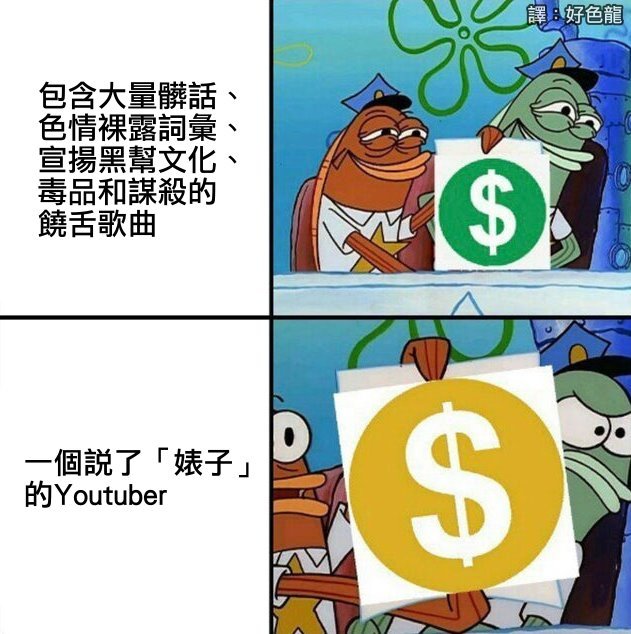 譯：好色龍
包含大量髒話、
色情裸露詞彙、
宣揚黑幫文化、
毒品和謀殺的
饒舌歌曲
$
一個説了「婊子」
的Youtuber
$